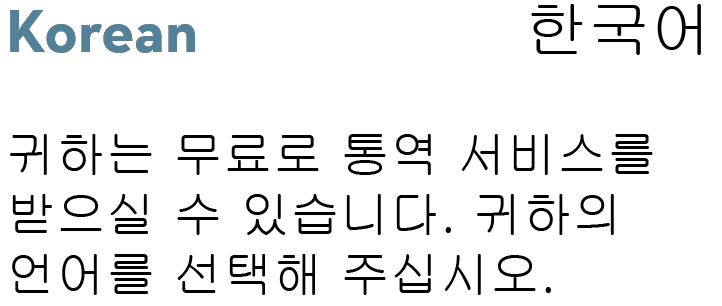 Korean 한국어
귀하는 무료로 통역 서비스를
받으실 수 있습니다. 귀하의
언어를 선택해 주십시오.